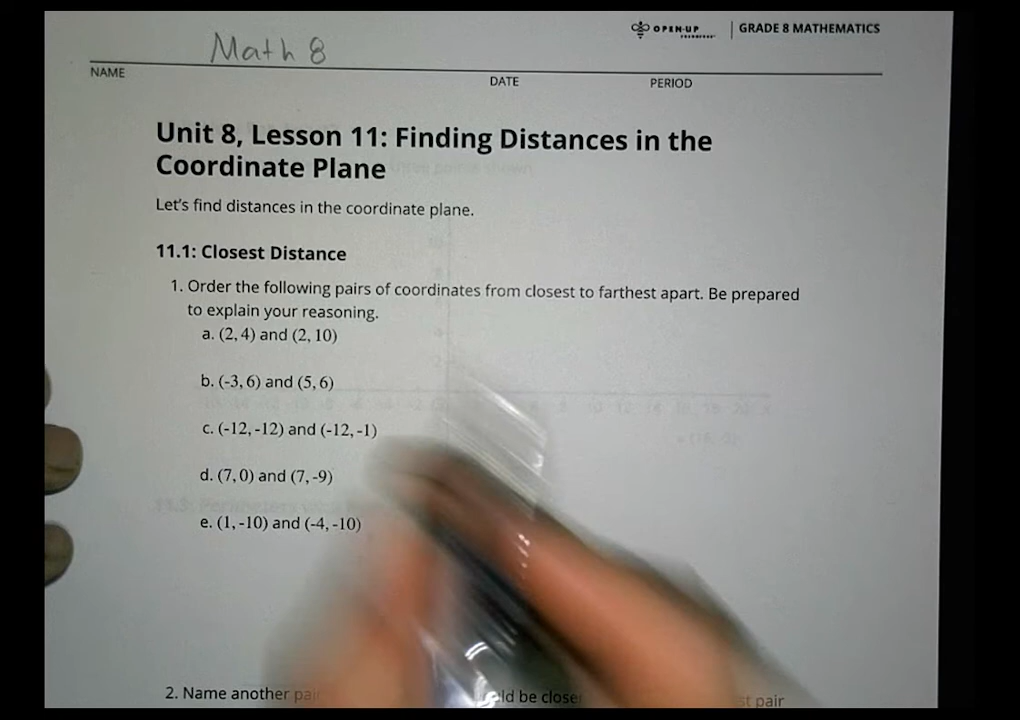 Math 8
OPEN-UP
GRADE 8 MATHEMATICS
NAME
DATE
PERIOD
Unit 8, Lesson 11: Finding Distances in the
Coordinate Plane
Let's find distances in the coordinate plane.
11.1: Closest Distance
1. Order the following pairs of coordinates from closest to farthest apart. Be prepared
to explain your reasoning.
a. (2, 4) and (2, 10)
b. (-3, 6) and (5, 6)
c. (-12, -12) and (-12, -1)
d. (7, 0) and (7, -9)
e. (1, -10) and (-4, -10)
2. Name another be pair